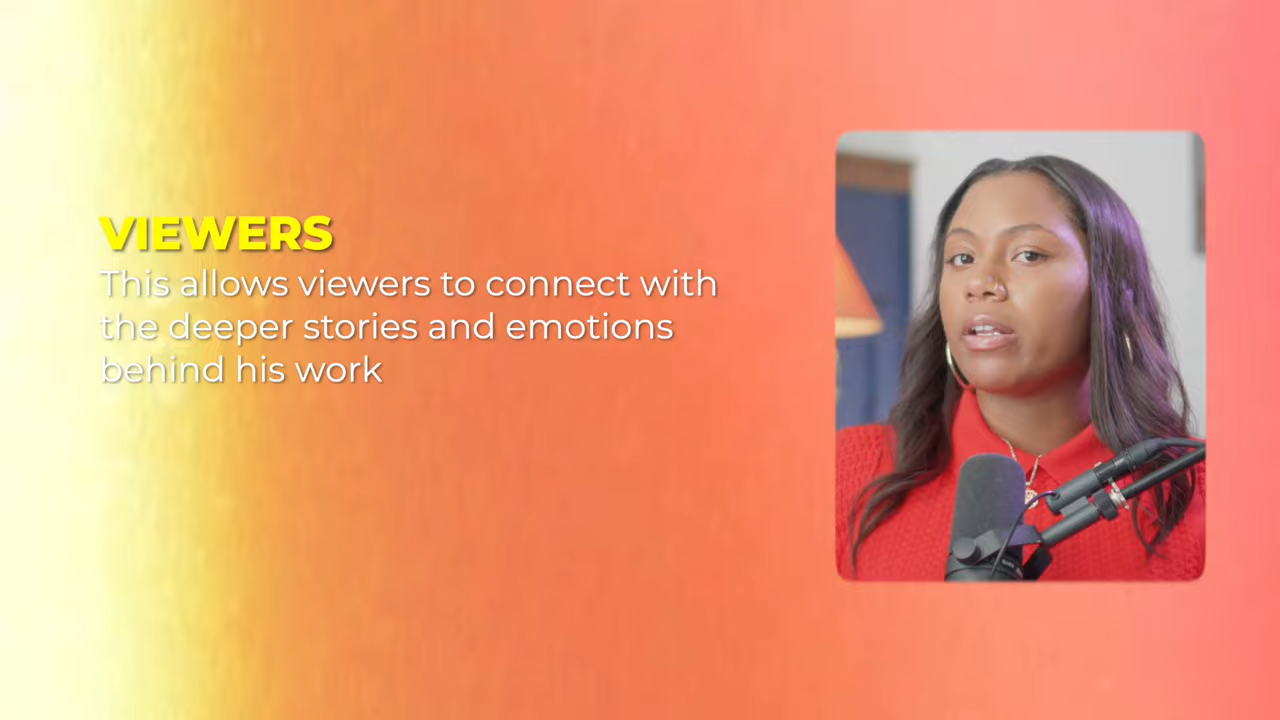 VIEWERS
This allows viewers to connect with
the deeper stories and emotions
behind his work